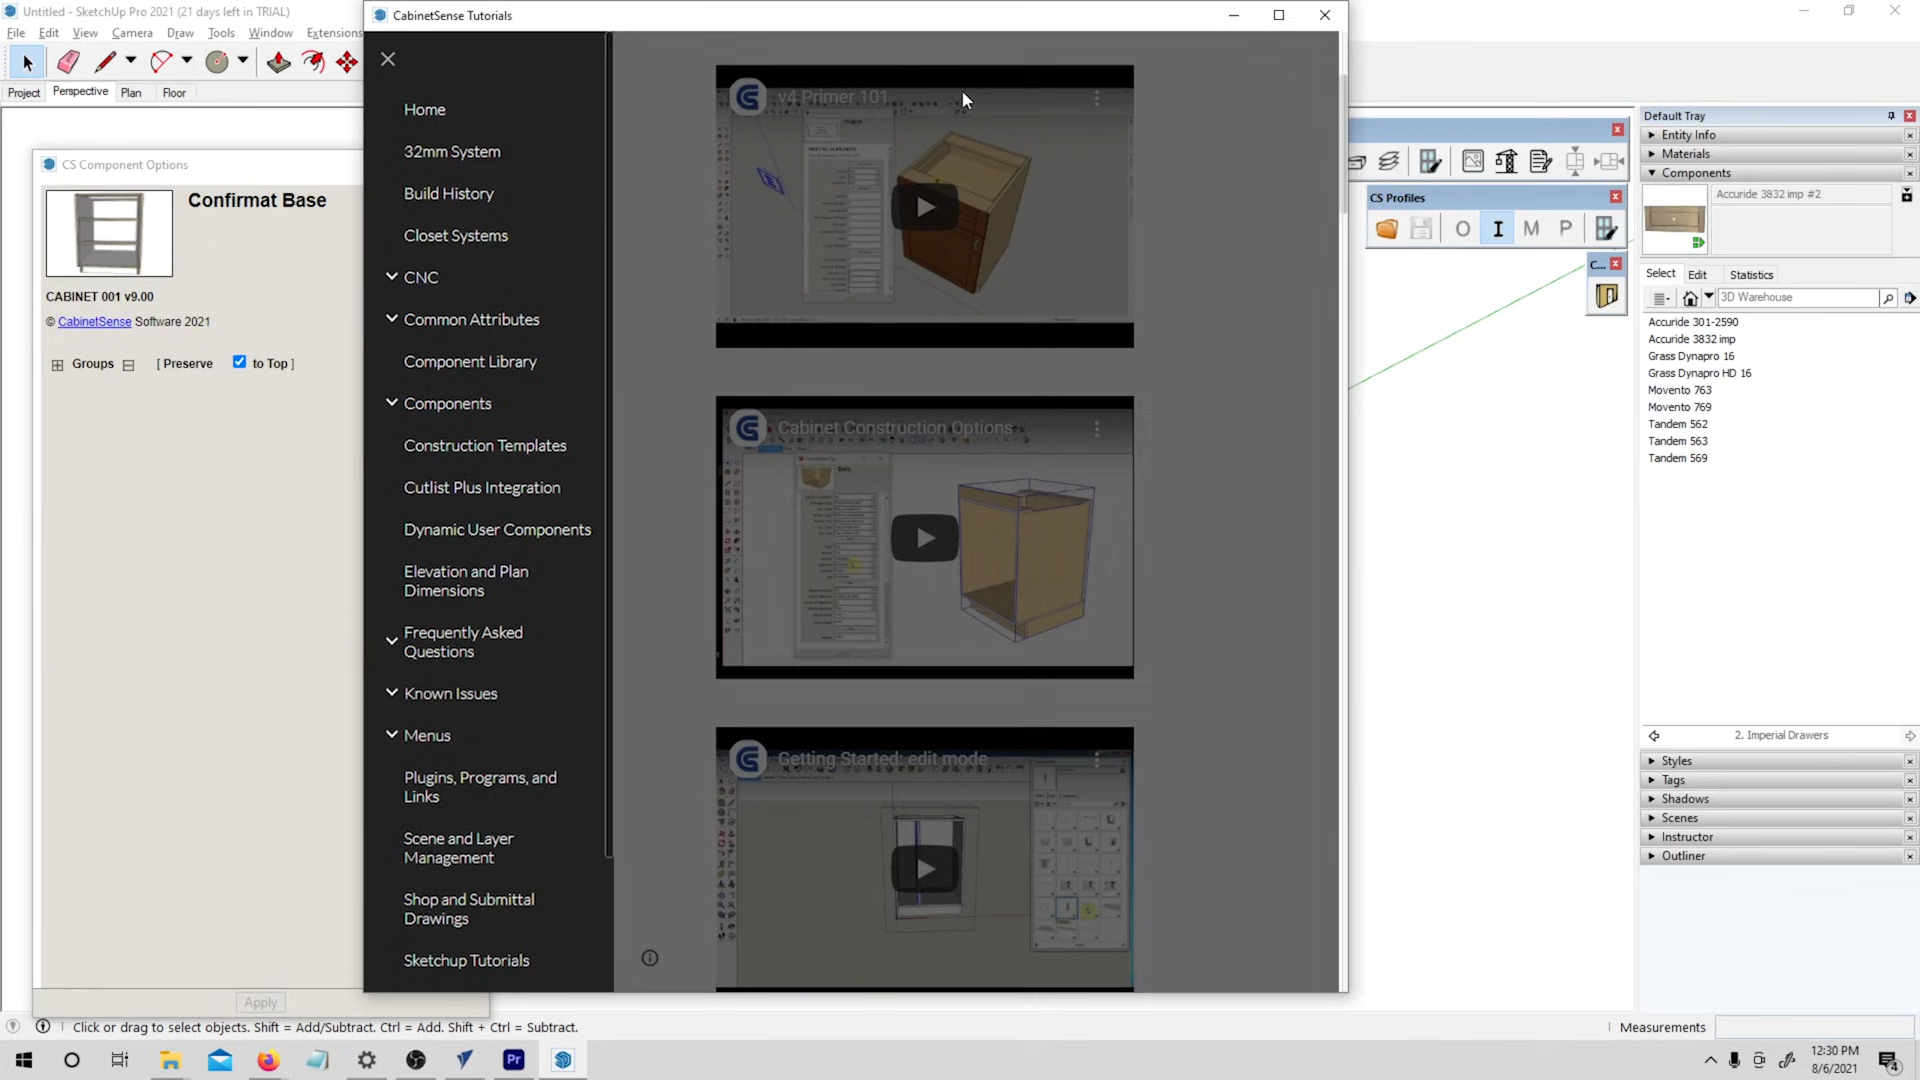 Untitled - SketchUp Pro 2021 (21 days left in TRIAL)
File Edit View Camera Draw Tools Window Extensions
Project Perspective Plan Floor
CS Component Options
Confirmat Base
CABINET 001 v9.00
© CabinetSense Software 2021
Groups [ Preserve to Top ]
Apply
CabinetSense Tutorials
Home
32mm System
Build History
Closet Systems
CNC
Common Attributes
Component Library
Components
Construction Templates
Cutlist Plus Integration
Dynamic User Components
Elevation and Plan
Dimensions
Frequently Asked
Questions
Known Issues
Menus
Plugins, Programs, and
Links
Scene and Layer
Management
Shop and Submittal
Drawings
Sketchup Tutorials
v4 Primer 101
Cabinet Construction Options
Getting Started: edit mode
CS Profiles
O I M P
C...
Default Tray
Entity Info
Materials
Components
Accuride 3832 imp #2
Select Edit Statistics
3D Warehouse
Accuride 301-2590
Accuride 3832 imp
Grass Dynapro 16
Grass Dynapro HD 16
Movento 763
Movento 769
Tandem 562
Tandem 563
Tandem 569
2. Imperial Drawers
Styles
Tags
Shadows
Scenes
Instructor
Outliner
Click or drag to select objects. Shift = Add/Subtract. Ctrl = Add. Shift + Ctrl = Subtract.
Measurements
Pr
12:30 PM
8/6/2021
4